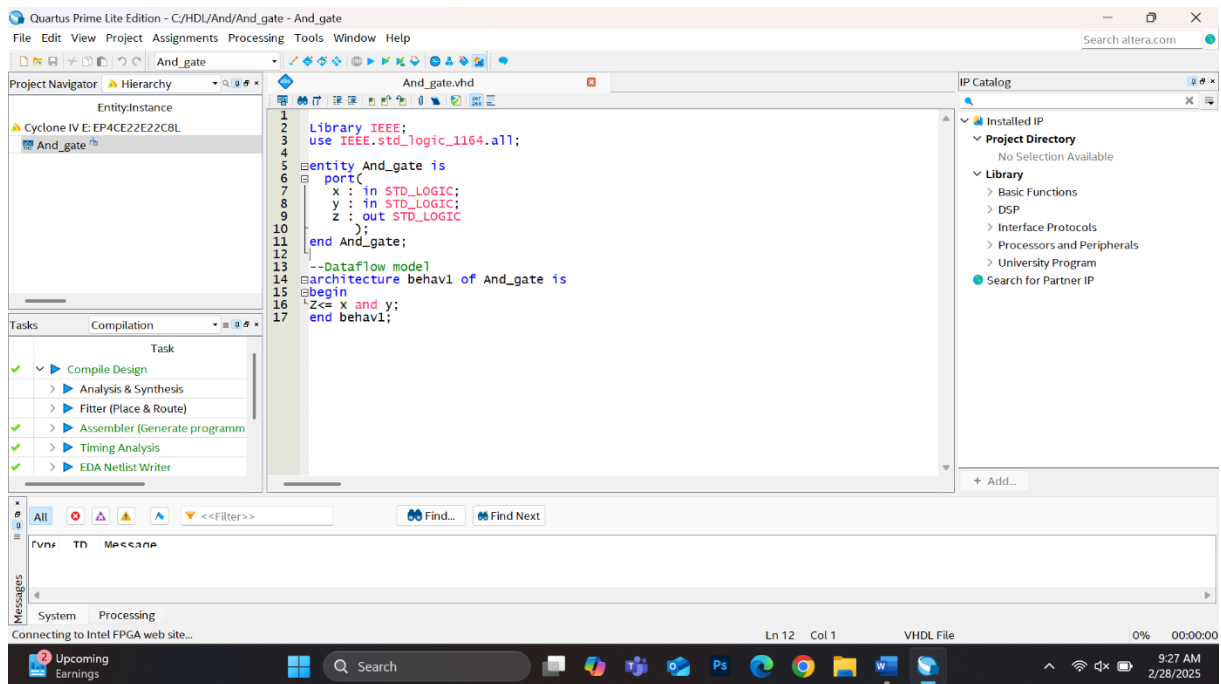 Quartus Prime Lite Edition - C:/HDL/And/And_gate - And_gate
File Edit View Project Assignments Processing Tools Window Help
Search altera.com
And_gate
Project Navigator Hierarchy
Entity:Instance
Cyclone IV E: EP4CE22E22C8L
And_gate
And_gate.vhd
1
2 Library IEEE;
3 use IEEE.std_logic_1164.all;
4
5 entity And_gate is
6 port(
7 x : in STD_LOGIC;
8 y : in STD_LOGIC;
9 z : out STD_LOGIC
10 );
11 end And_gate;
12
13 --Dataflow model
14 architecture behav1 of And_gate is
15 begin
16 Z<= x and y;
17 end behav1;
IP Catalog
Installed IP
Project Directory
No Selection Available
Library
Basic Functions
DSP
Interface Protocols
Processors and Peripherals
University Program
Search for Partner IP
+ Add...
Tasks Compilation
Task
Compile Design
Analysis & Synthesis
Fitter (Place & Route)
Assembler (Generate programm
Timing Analysis
EDA Netlist Writer
All <<Filter>> Find... Find Next
Type ID Message
Messages
System Processing
Connecting to Intel FPGA web site...
Ln 12 Col 1 VHDL File 0% 00:00:00
2 Upcoming
Earnings
Search
9:27 AM
2/28/2025